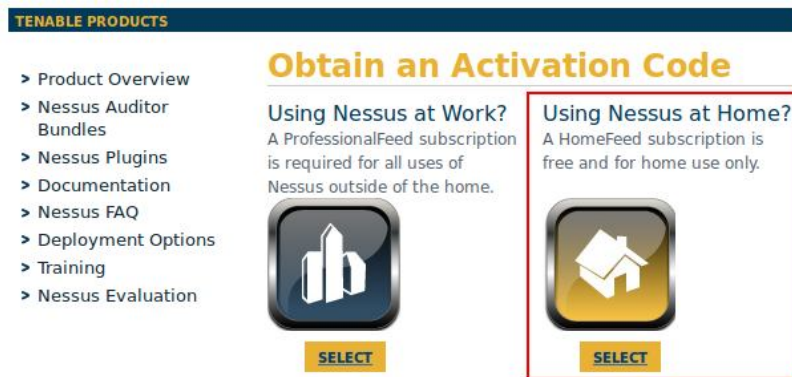 TENABLE PRODUCTS
> Product Overview
> Nessus Auditor
Bundles
> Nessus Plugins
> Documentation
> Nessus FAQ
> Deployment Options
> Training
> Nessus Evaluation
Obtain an Activation Code
Using Nessus at Work?
A ProfessionalFeed subscription
is required for all uses of
Nessus outside of the home.
SELECT
Using Nessus at Home?
A HomeFeed subscription is
free and for home use only.
SELECT